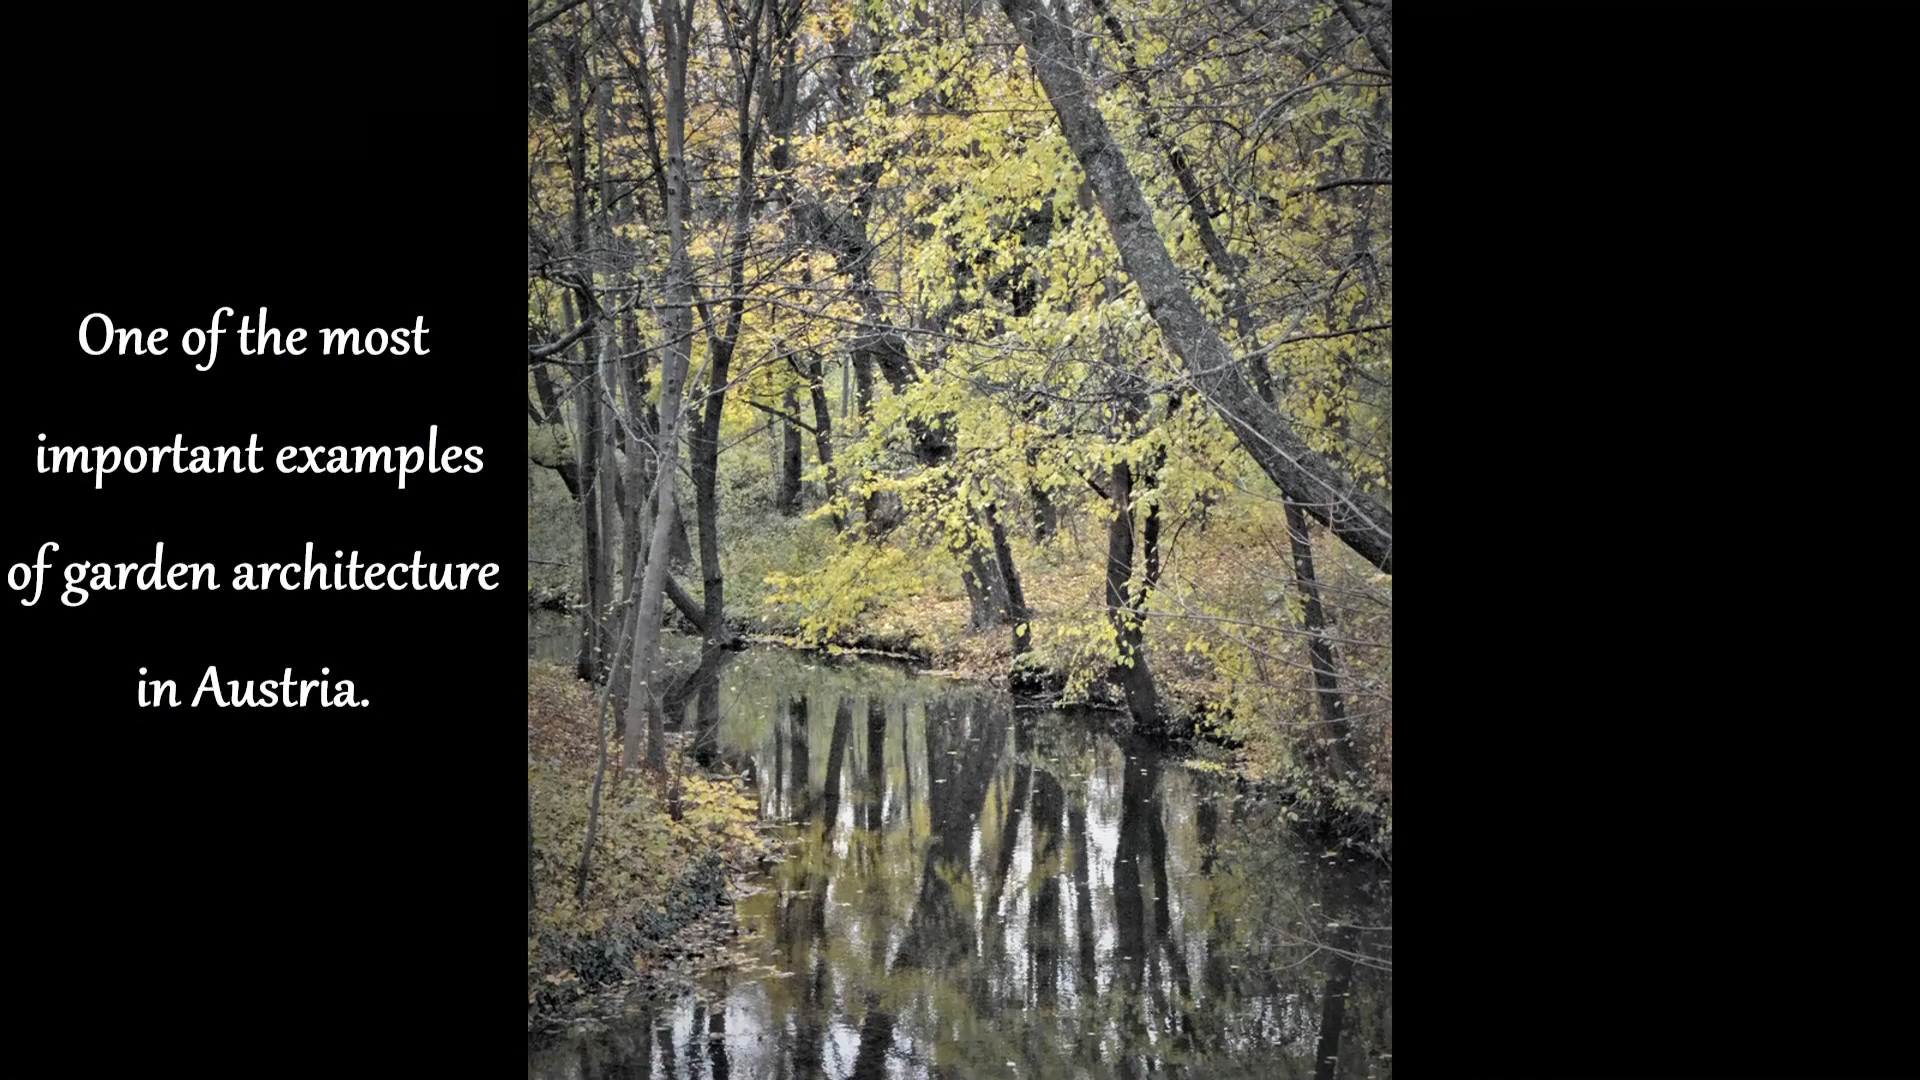 One of the most
important examples
of garden architecture
in Austria.